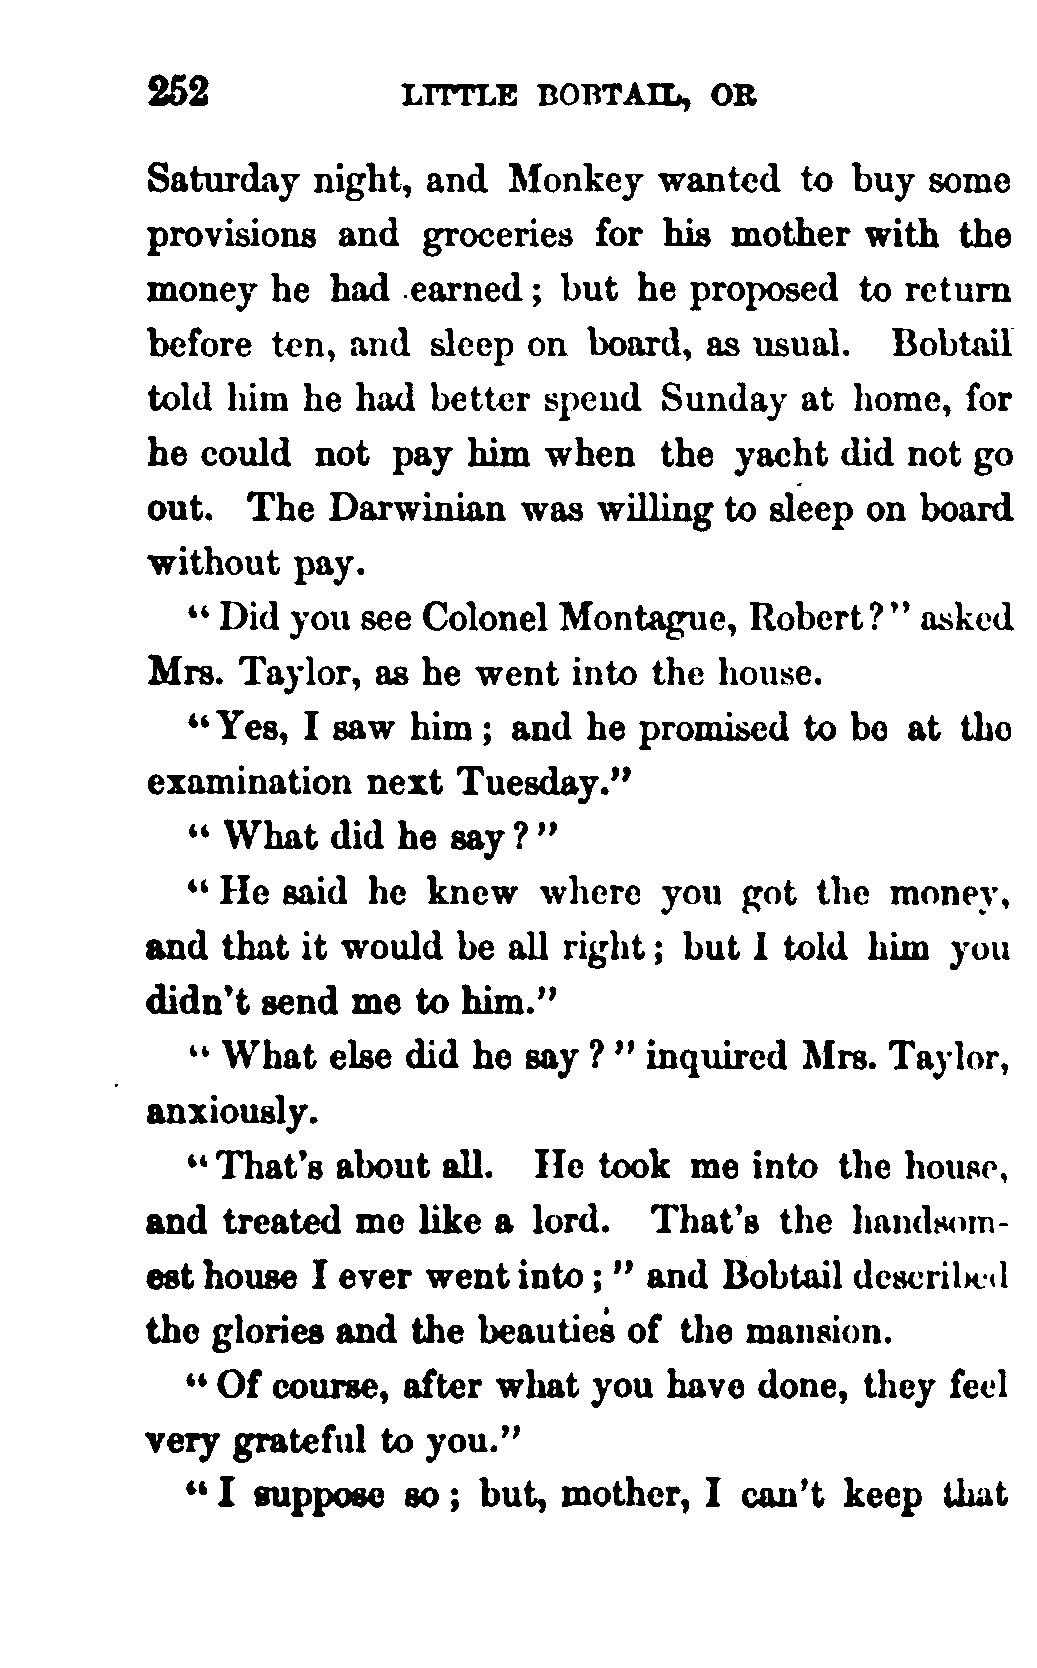 252 LITTLE BOBTAIL, OR
Saturday night, and Monkey wanted to buy some
provisions and groceries for his mother with the
money he had earned; but he proposed to return
before ten, and sleep on board, as usual. Bobtail
told him he had better spend Sunday at home, for
he could not pay him when the yacht did not go
out. The Darwinian was willing to sleep on board
without pay.
"Did you see Colonel Montague, Robert?" asked
Mrs. Taylor, as he went into the house.
"Yes, I saw him; and he promised to be at the
examination next Tuesday."
"What did he say?"
"He said he knew where you got the money,
and that it would be all right; but I told him you
didn't send me to him."
"What else did he say?" inquired Mrs. Taylor,
anxiously.
"That's about all. He took me into the house,
and treated me like a lord. That's the handsom-
est house I ever went into;" and Bobtail described
the glories and the beauties of the mansion.
"Of course, after what you have done, they feel
very grateful to you."
"I suppose so; but, mother, I can't keep that